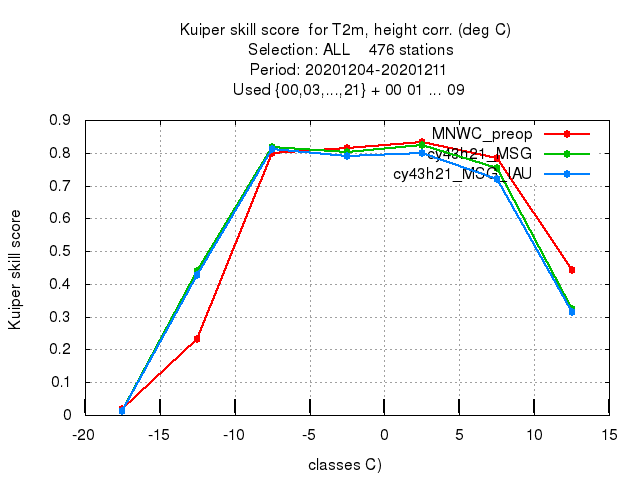 Kuiper skill score for T2m, height corr. (deg C)
Selection: ALL 476 stations
Period: 20201204-20201211
Used {00,03,...,21} + 00 01 ... 09
MNWC_preop
cy43h21_MSG
cy43h21_MSG_IAU
Kuiper skill score
0.9
0.8
0.7
0.6
0.5
0.4
0.3
0.2
0.1
0
-20 -15 -10 -5 0 5 10 15
classes C)